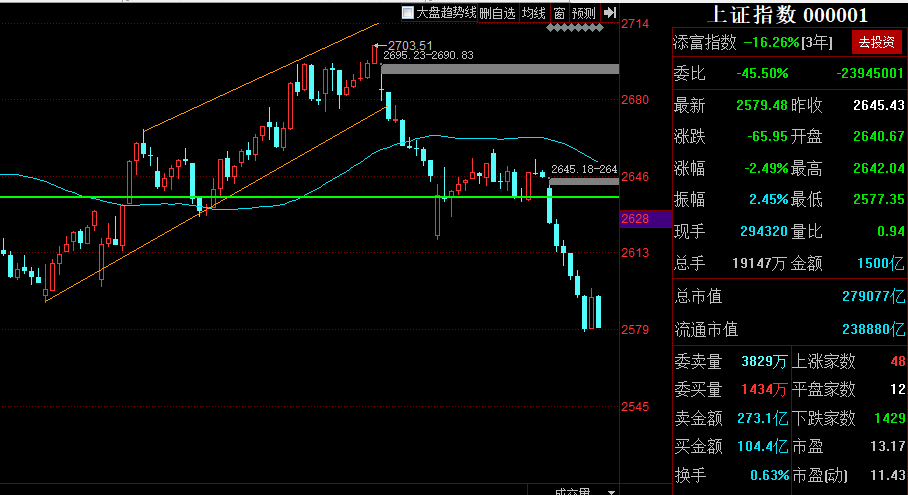 大盘趋势线 删自选 均线 窗 预测
2714
2703.51
2695.23-2690.83
2680
2645.18-264
2646
2628
2613
2579
2545
上证指数 000001
添富指数 -16.26%[3年] 去投资
委比 -45.50% -23945001
最新 2579.48 昨收 2645.43
涨跌 -65.95 开盘 2640.67
涨幅 -2.49% 最高 2642.04
振幅 2.45% 最低 2577.35
现手 294320 量比 0.94
总手 19147万 金额 1500亿
总市值 279077亿
流通市值 238880亿
委卖量 3829万 上涨家数 48
委买量 1434万 平盘家数 12
卖金额 273.1亿 下跌家数 1429
买金额 104.4亿 市盈 13.17
换手 0.63% 市盈(动) 11.43